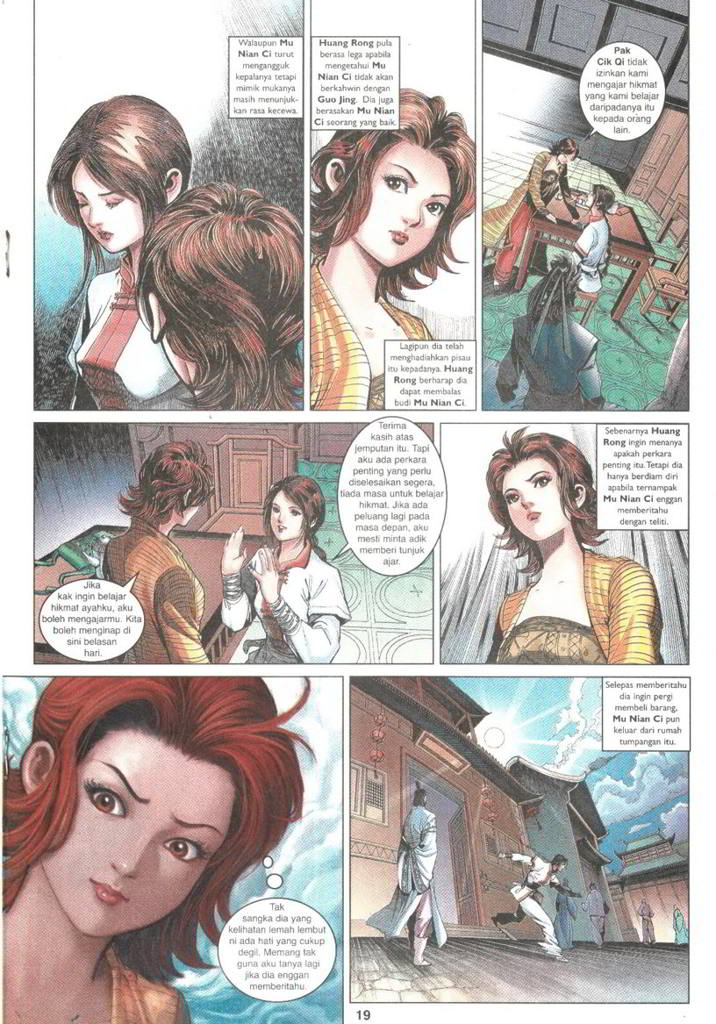 Walaupun Mu
Nian Ci turut
mengangguk
kepalanya tetapi
mimik mukanya
masih menunjuk-
kan rasa kecewa.
Huang Rong pula
berasa lega apabila
mengetahui Mu
Nian Ci tidak akan
berkahwin dengan
Guo Jing. Dia juga
berasakan Mu Nian
Ci seorang yang baik.
Lagipun dia telah
menghadiahkan pisau
itu kepadanya. Huang
Rong berharap dia
dapat membalas
budi Mu Nian Ci.
Pak
Cik Qi tidak
izinkan kami
mengajar hikmat
yang kami belajar
daripadanya itu
kepada orang
lain.
Jika
kak ingin belajar
hikmat ayahku, aku
boleh mengajarmu. Kita
boleh menginap di
sini belasan
hari.
Terima
kasih atas
jemputan itu. Tapi
aku ada perkara
penting yang perlu
diselesaikan segera,
tiada masa untuk belajar
hikmat. Jika ada
peluang lagi pada
masa depan, aku
mesti minta adik
memberi tunjuk
ajar.
Sebenarnya Huang
Rong ingin menanya
apakah perkara
penting itu. Tetapi dia
hanya berdiam diri
apabila ternampak
Mu Nian Ci enggan
memberitahu
dengan teliti.
Tak
sangka dia yang
kelihatan lemah lembut
ni ada hati yang cukup
degil. Memang tak
guna aku tanya lagi
jika dia enggan
memberitahu.
Selepas memberitahu
dia ingin pergi
membeli barang,
Mu Nian Ci pun
keluar dari rumah
tumpangan itu.
19